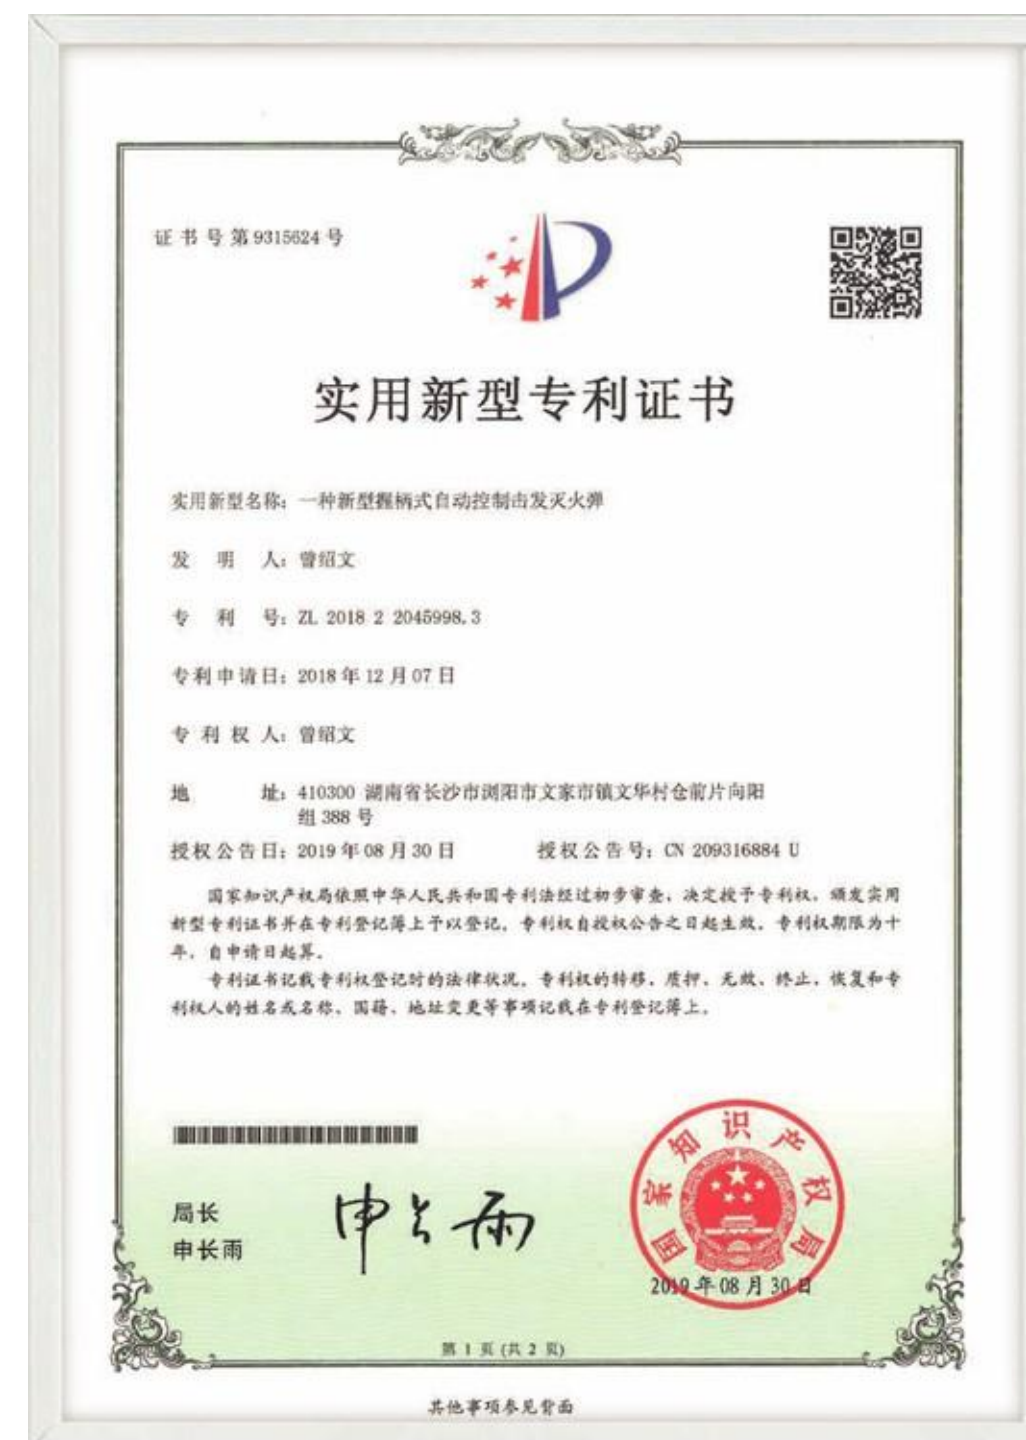 证书号第9315624号
实用新型专利证书
实用新型名称：一种新型握柄式自动控制击发灭火弹
发明人：曾绍文
专利号：ZL 2018 2 2045998.3
专利申请日：2018年12月07日
专利权人：曾绍文
地址：410300 湖南省长沙市浏阳市文家市镇文华村仓前片向阳
组388号
授权公告日：2019年08月30日 授权公告号：CN 209316884 U
国家知识产权局依照中华人民共和国专利法经过初步审查，决定授予专利权，颁发实用
新型专利证书并在专利登记簿上予以登记。专利权自授权公告之日起生效。专利权期限为十
年，自申请日起算。
专利证书记载专利权登记时的法律状况。专利权的转移、质押、无效、终止、恢复和专
利权人的姓名或名称、国籍、地址变更等事项记载在专利登记簿上。
局长
申长雨
申长雨
国家知识产权局
2019年08月30日
第1页(共2页)
其他事项参见背面